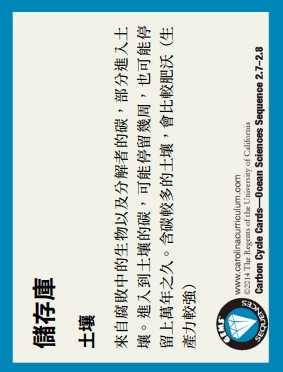 儲存庫
土壤
來自腐敗中的生物以及分解者的碳，部分進入土
壤。進入到土壤的碳，可能停留幾周，也可能停
留上萬年之久。含碳較多的土壤，會比較肥沃（生
產力較強）
www.carolinacurriculum.com
©2014 The Regents of the University of California
Carbon Cycle Cards—Ocean Sciences Sequence 2.7–2.8
GEMS
SEQUENCES